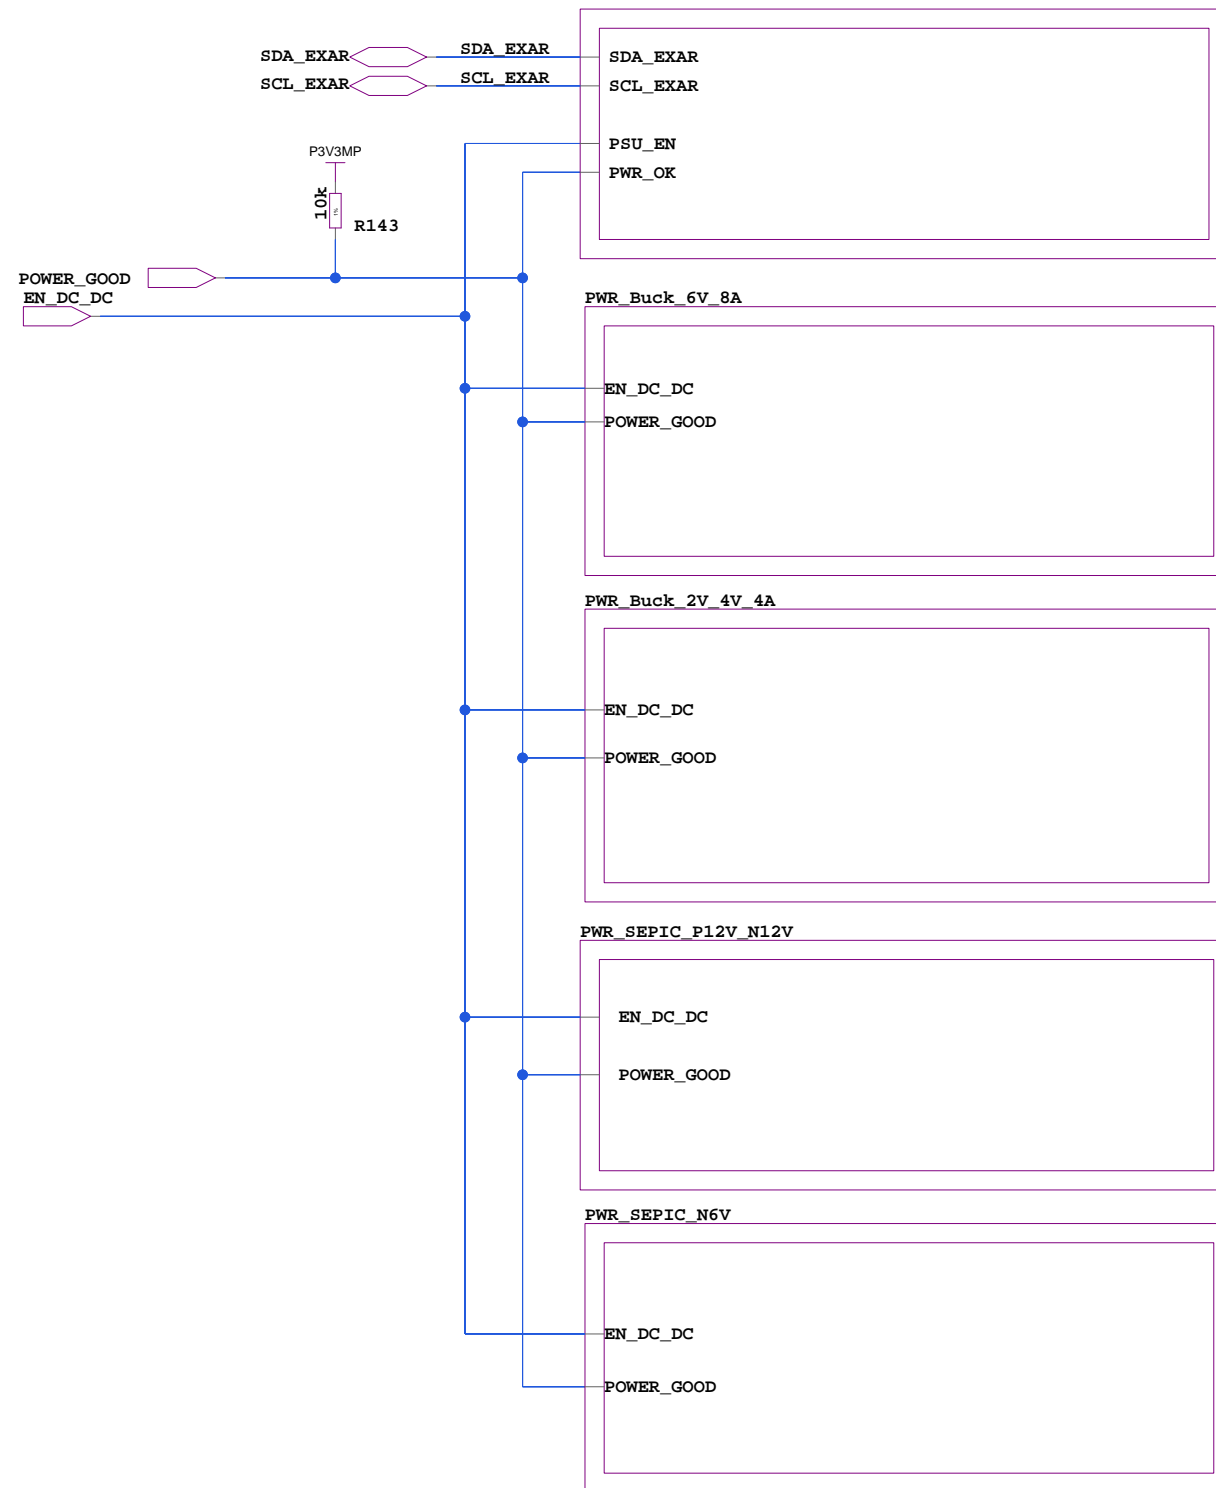 SDA_EXAR SDA_EXAR SDA_EXAR
SCL_EXAR SCL_EXAR SCL_EXAR
PSU_EN
P3V3MP
PWR_OK
10k
1%
R143
POWER_GOOD
EN_DC_DC
PWR_Buck_6V_8A
EN_DC_DC
POWER_GOOD
PWR_Buck_2V_4V_4A
EN_DC_DC
POWER_GOOD
PWR_SEPIC_P12V_N12V
EN_DC_DC
POWER_GOOD
PWR_SEPIC_N6V
EN_DC_DC
POWER_GOOD